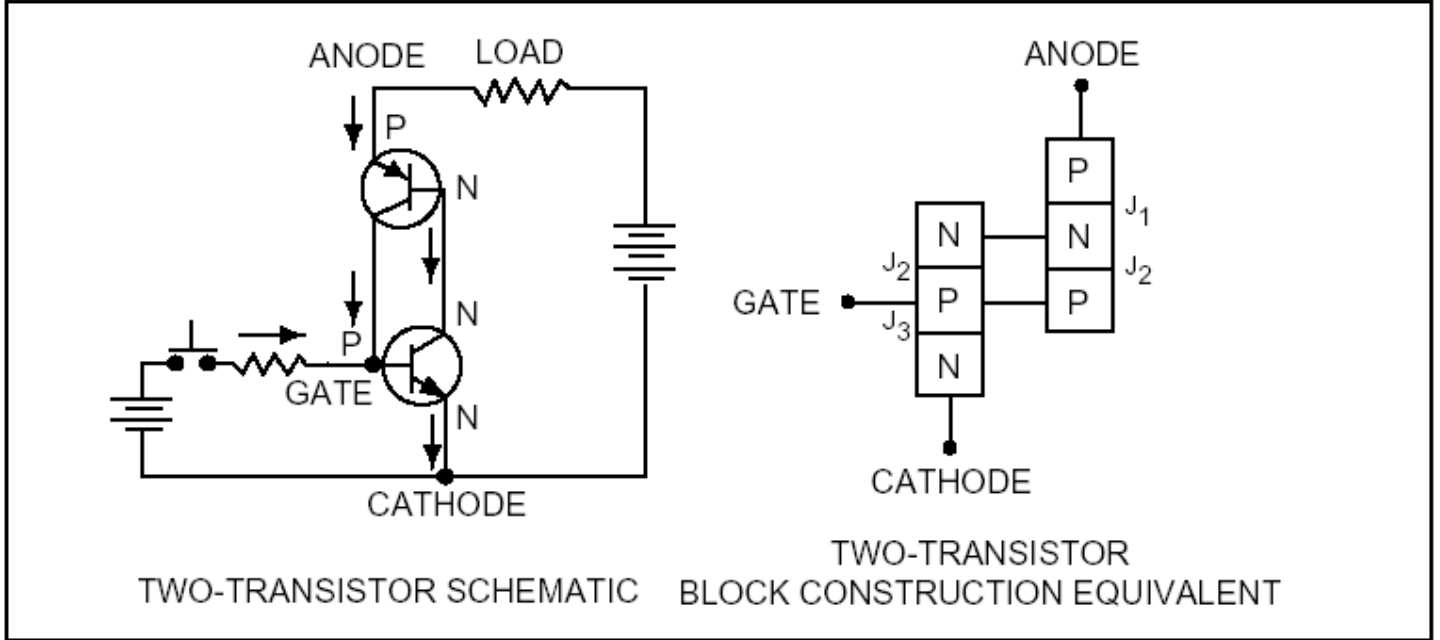 ANODE
LOAD
P
N
N
P
GATE
N
CATHODE
TWO-TRANSISTOR SCHEMATIC
ANODE
P
J1
N
N
J2
J2
GATE
P
P
J3
N
CATHODE
TWO-TRANSISTOR
BLOCK CONSTRUCTION EQUIVALENT